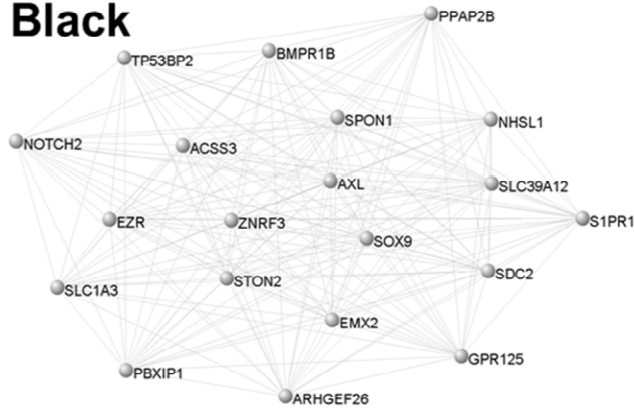 Black
PPAP2B
TP53BP2
BMPR1B
SPON1
NHSL1
NOTCH2
ACSS3
AXL
SLC39A12
EZR
ZNRF3
S1PR1
SOX9
SLC1A3
STON2
SDC2
EMX2
GPR125
PBXIP1
ARHGEF26